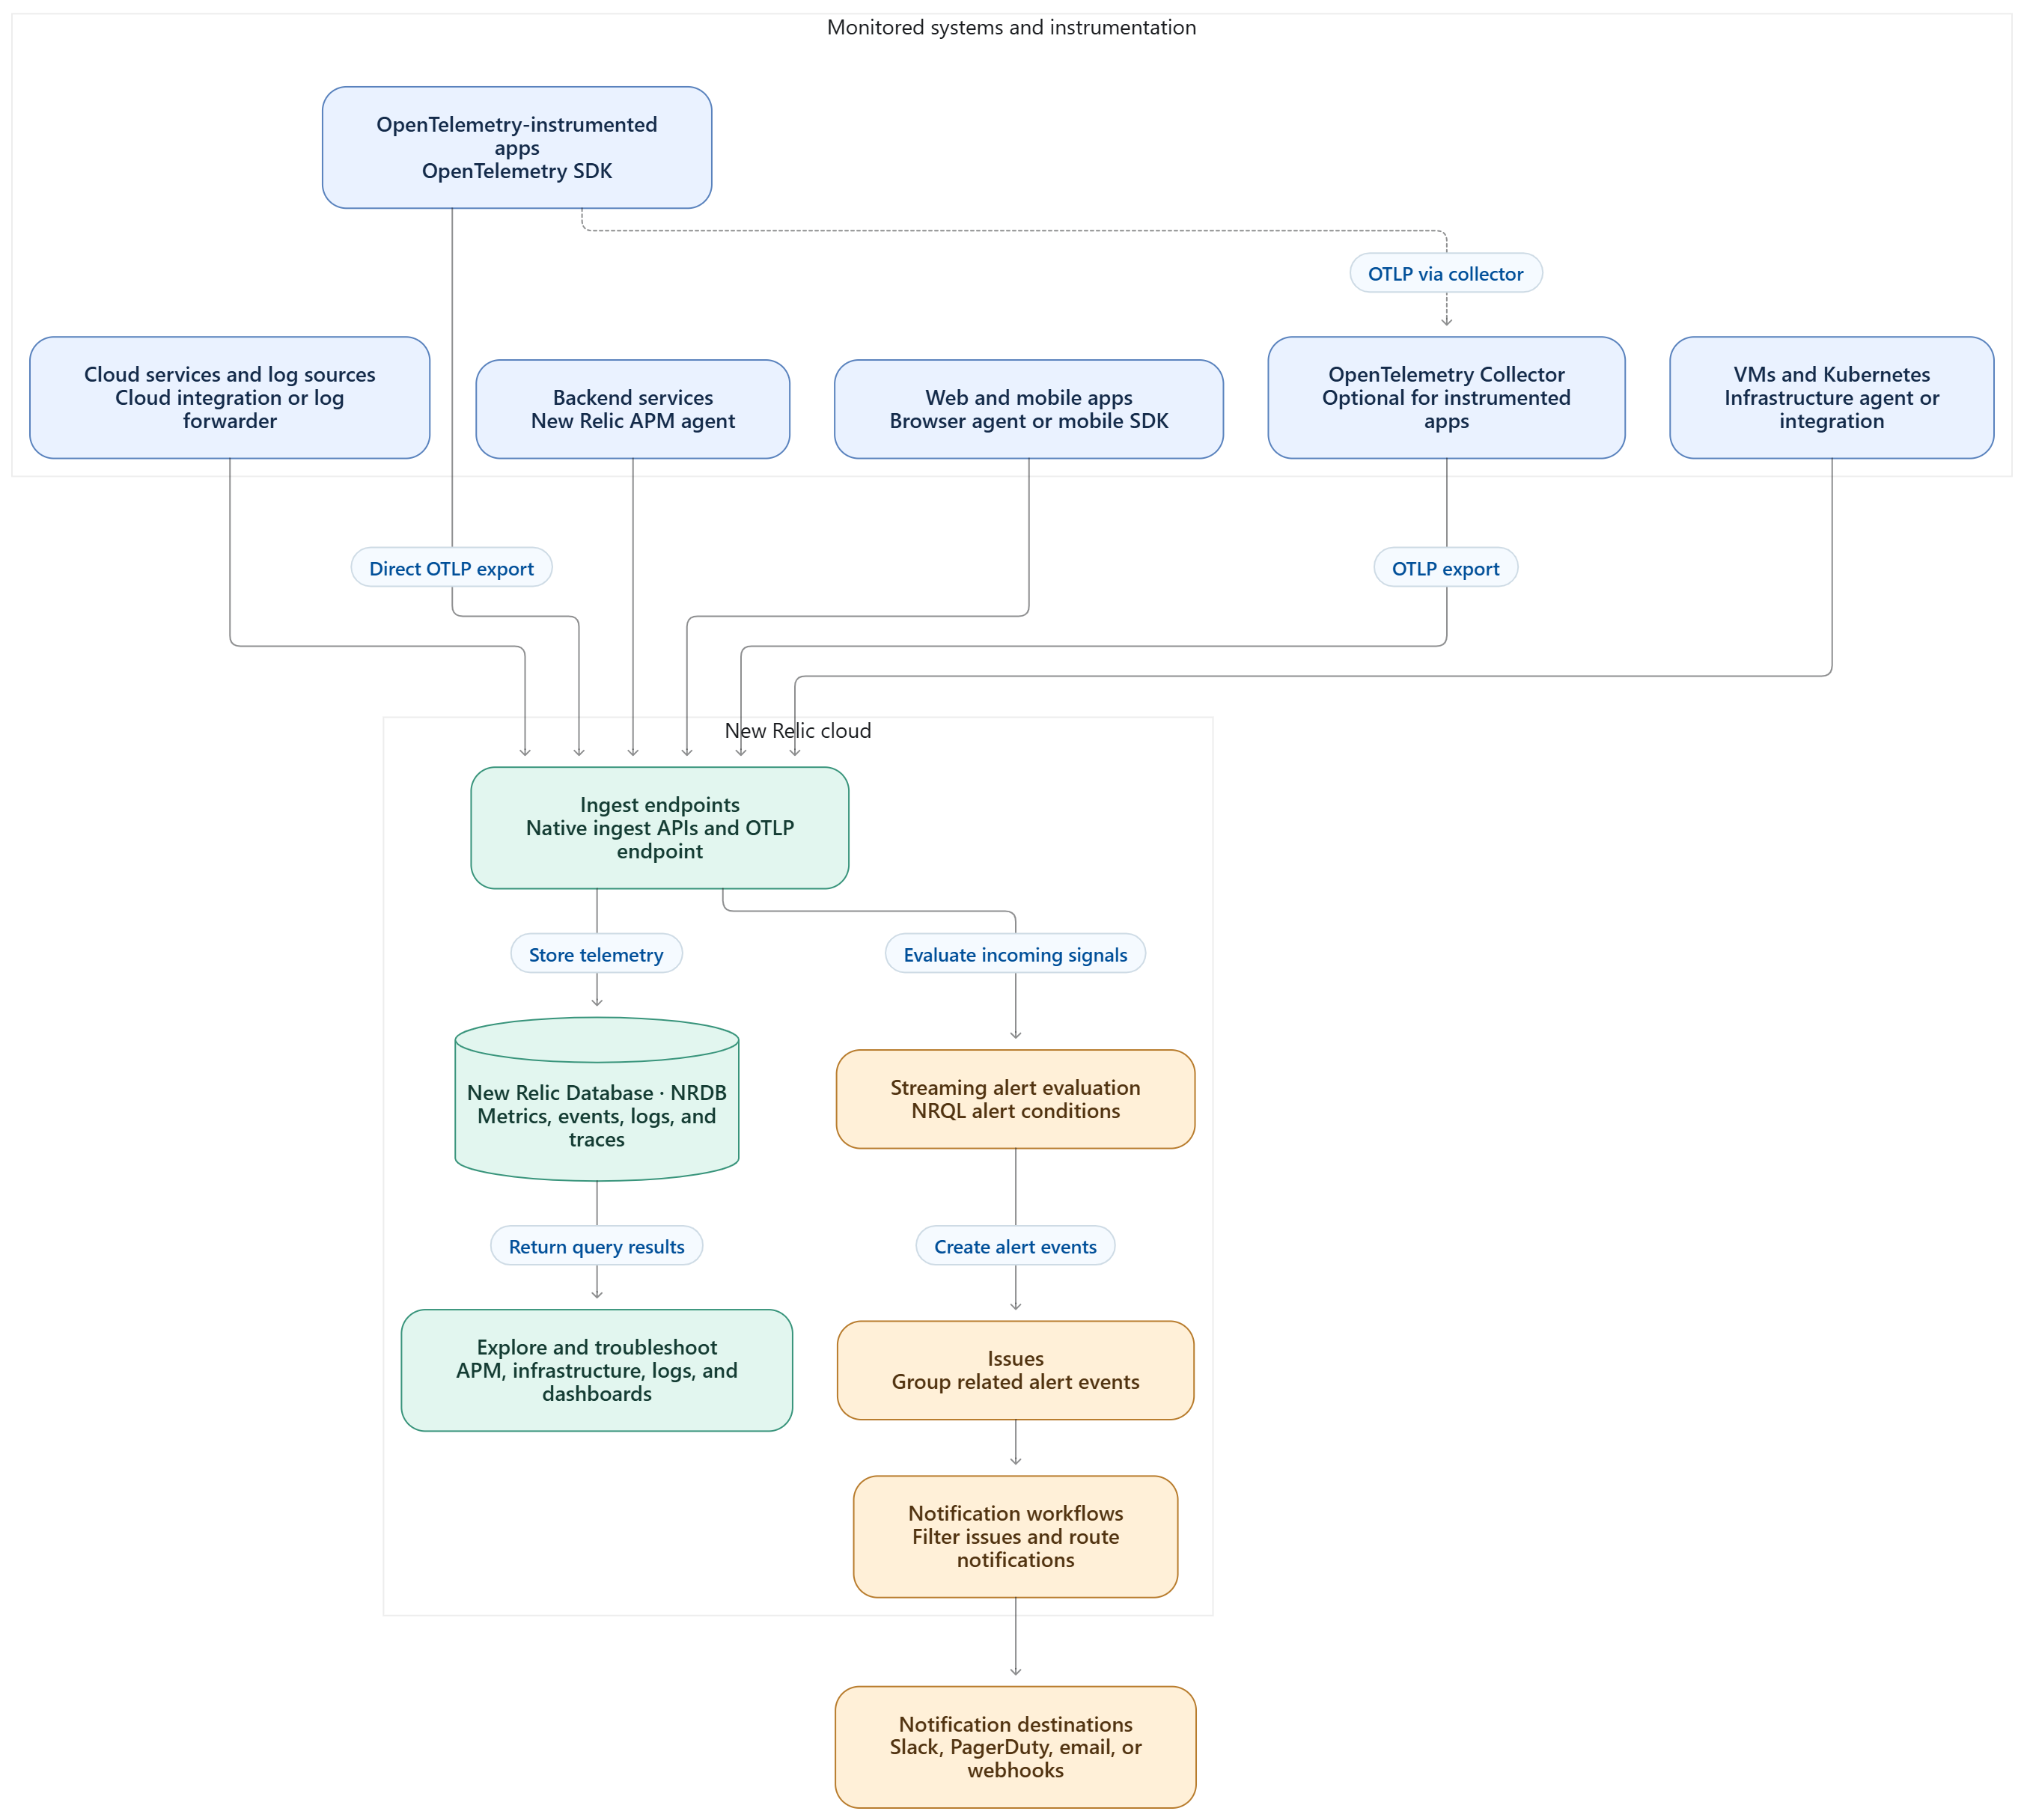 Monitored systems and instrumentation
OpenTelemetry-instrumented
apps
OpenTelemetry SDK
OTLP via collector
Cloud services and log sources
Cloud integration or log
forwarder
Backend services
New Relic APM agent
Web and mobile apps
Browser agent or mobile SDK
OpenTelemetry Collector
Optional for instrumented
apps
VMs and Kubernetes
Infrastructure agent or
integration
Direct OTLP export
OTLP export
New Relic cloud
Ingest endpoints
Native ingest APIs and OTLP
endpoint
Store telemetry
Evaluate incoming signals
New Relic Database · NRDB
Metrics, events, logs, and
traces
Streaming alert evaluation
NRQL alert conditions
Return query results
Create alert events
Explore and troubleshoot
APM, infrastructure, logs, and
dashboards
Issues
Group related alert events
Notification workflows
Filter issues and route
notifications
Notification destinations
Slack, PagerDuty, email, or
webhooks